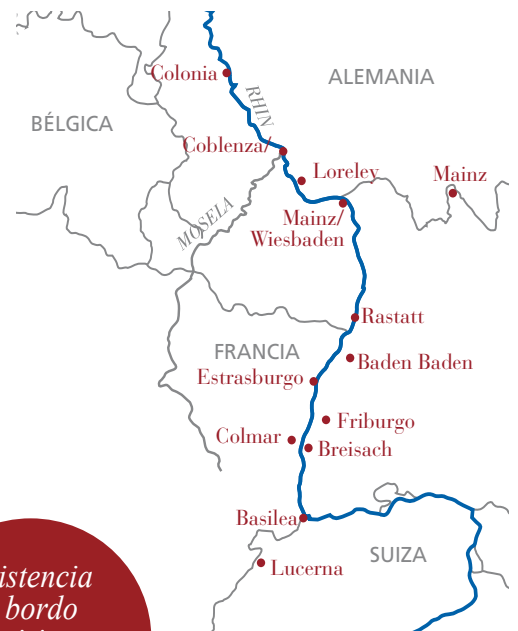 Colonia
ALEMANIA
RHIN
BÉLGICA
Coblenza/
Loreley
Mainz
MOSELA
Mainz/
Wiesbaden
Rastatt
FRANCIA
Baden Baden
Estrasburgo
Friburgo
Colmar
Breisach
Basilea
SUIZA
Lucerna
istencia
bordo